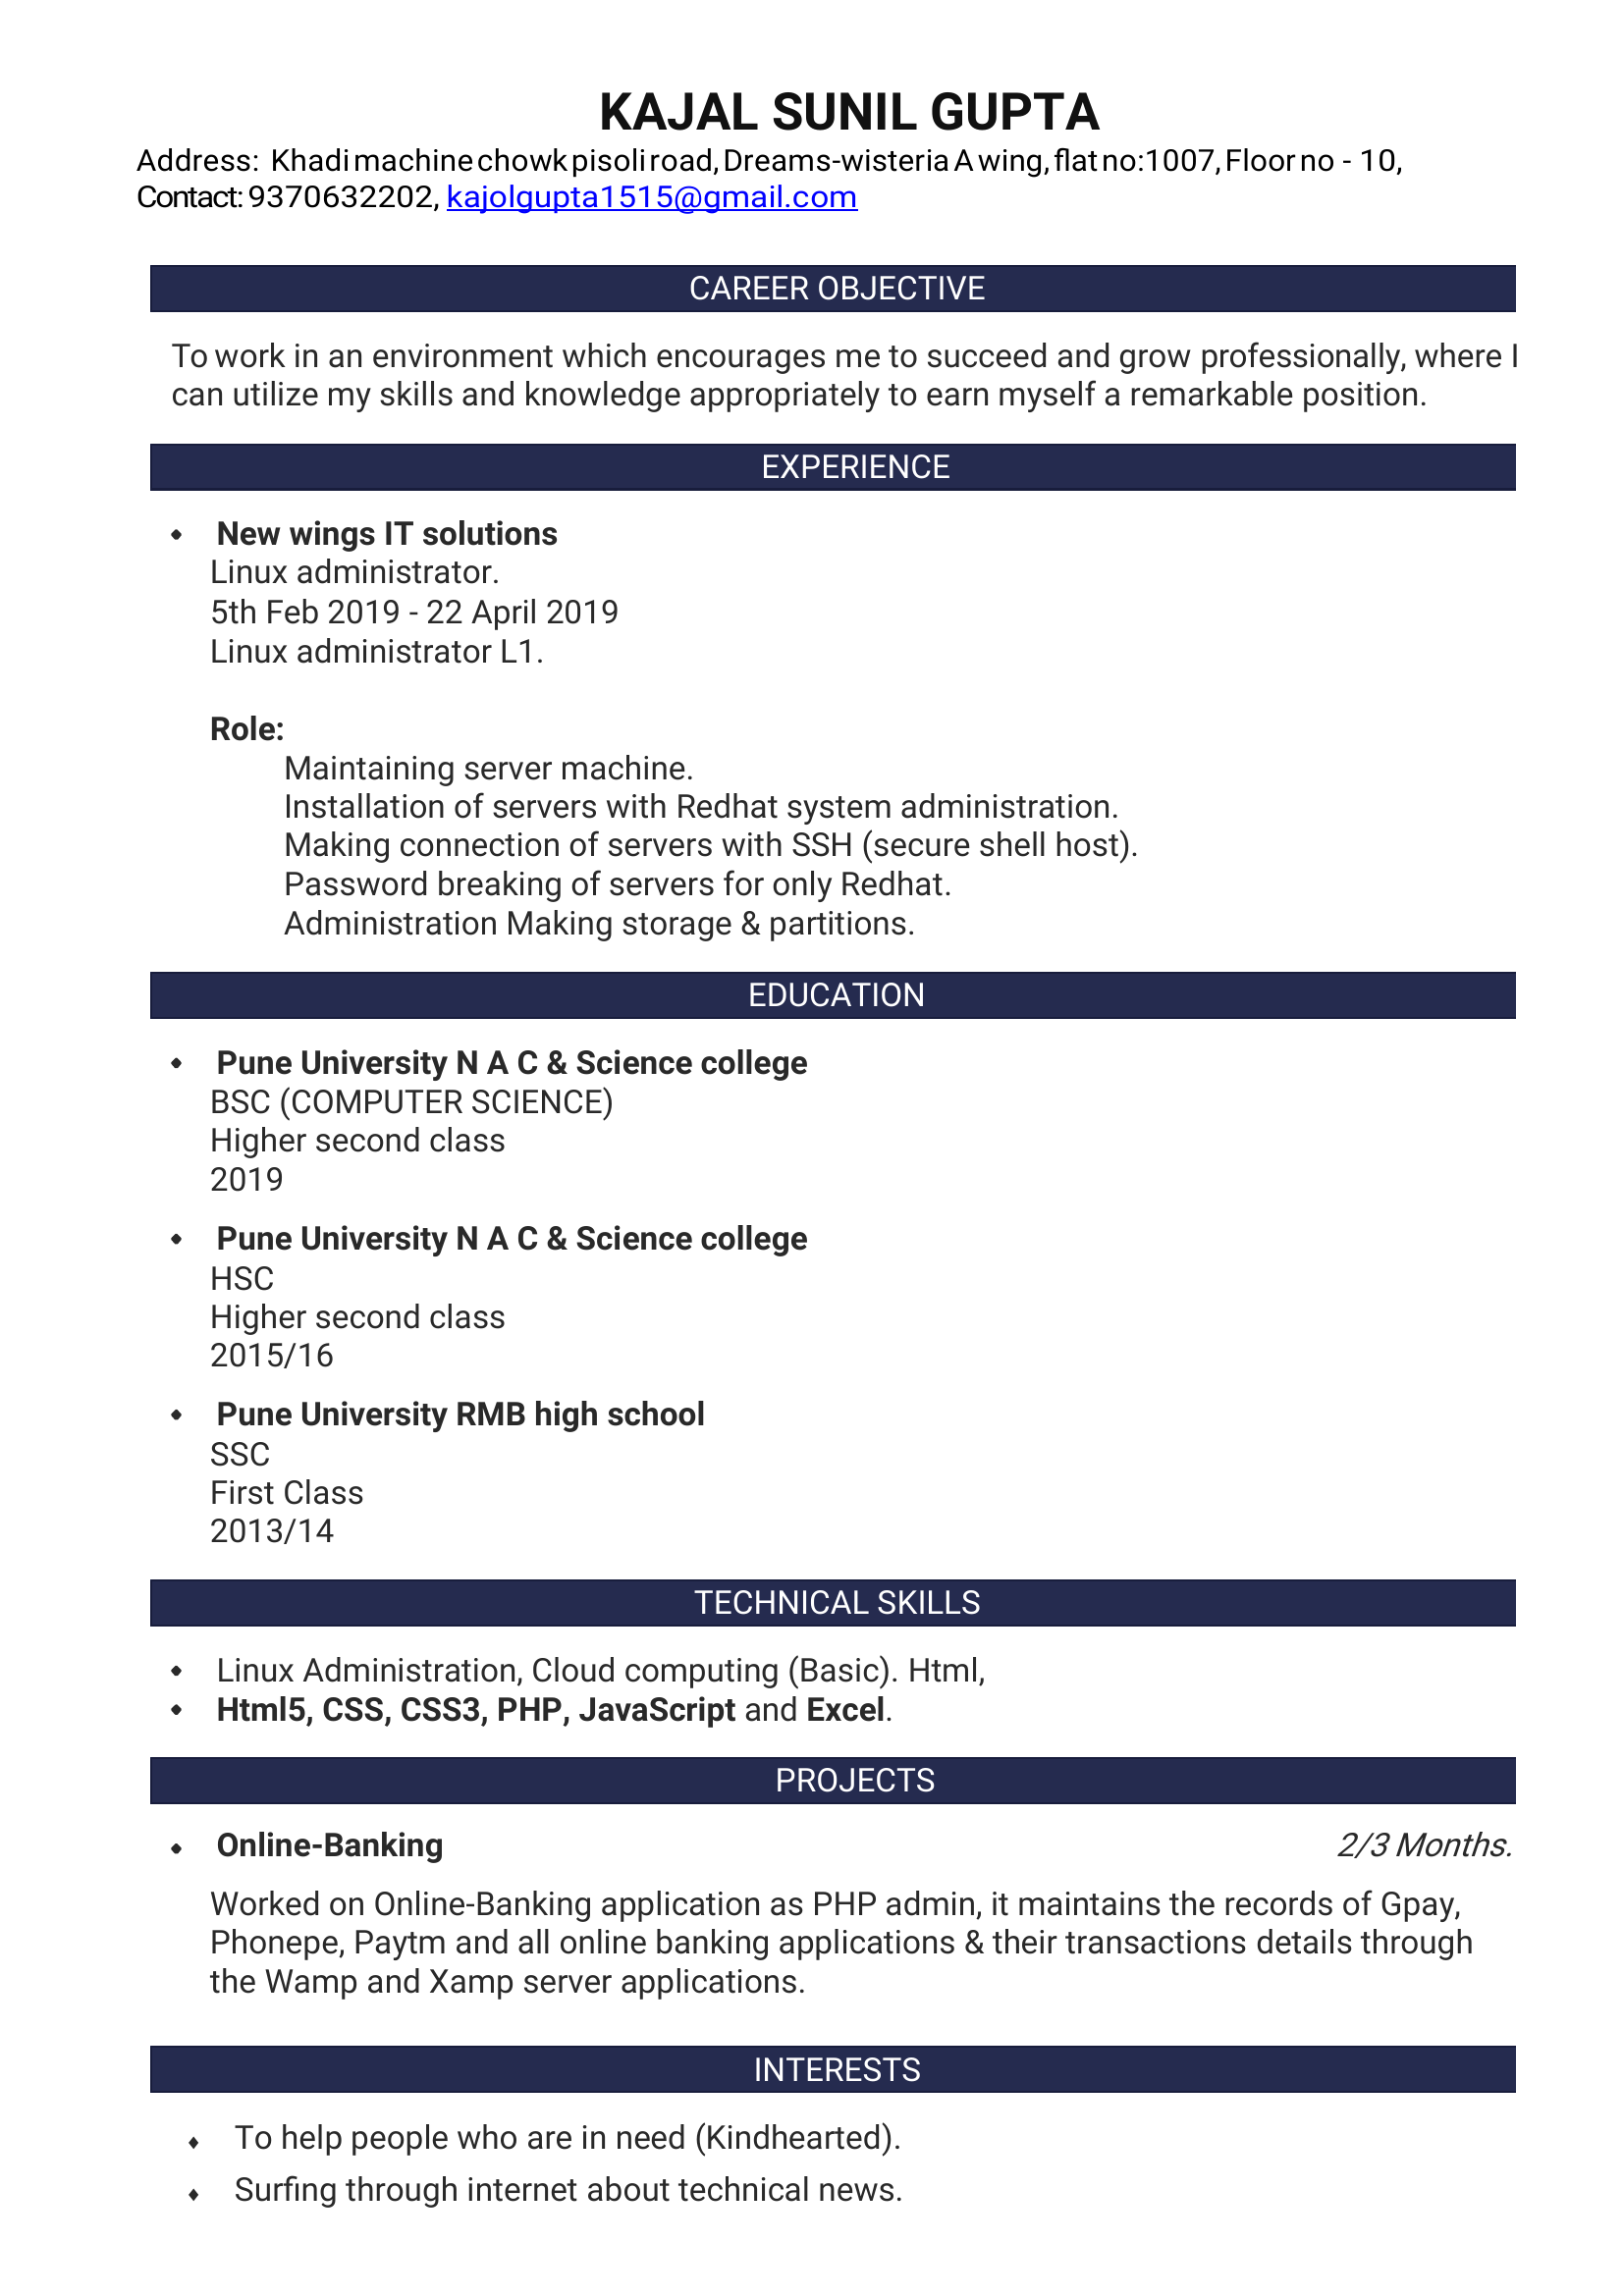 KAJAL SUNIL GUPTA
Address: Khadi machine chowk pisoli road, Dreams-wisteria A wing, flat no:1007, Floor no - 10,
Contact: 9370632202, kajolgupta1515@gmail.com
CAREER OBJECTIVE
To work in an environment which encourages me to succeed and grow professionally, where I
can utilize my skills and knowledge appropriately to earn myself a remarkable position.
EXPERIENCE
• New wings IT solutions
Linux administrator.
5th Feb 2019 - 22 April 2019
Linux administrator L1.
Role:
Maintaining server machine.
Installation of servers with Redhat system administration.
Making connection of servers with SSH (secure shell host).
Password breaking of servers for only Redhat.
Administration Making storage & partitions.
EDUCATION
• Pune University N A C & Science college
BSC (COMPUTER SCIENCE)
Higher second class
2019
• Pune University N A C & Science college
HSC
Higher second class
2015/16
• Pune University RMB high school
SSC
First Class
2013/14
TECHNICAL SKILLS
• Linux Administration, Cloud computing (Basic). Html,
• Html5, CSS, CSS3, PHP, JavaScript and Excel.
PROJECTS
• Online-Banking 2/3 Months.
Worked on Online-Banking application as PHP admin, it maintains the records of Gpay,
Phonepe, Paytm and all online banking applications & their transactions details through
the Wamp and Xamp server applications.
INTERESTS
♦ To help people who are in need (Kindhearted).
♦ Surfing through internet about technical news.